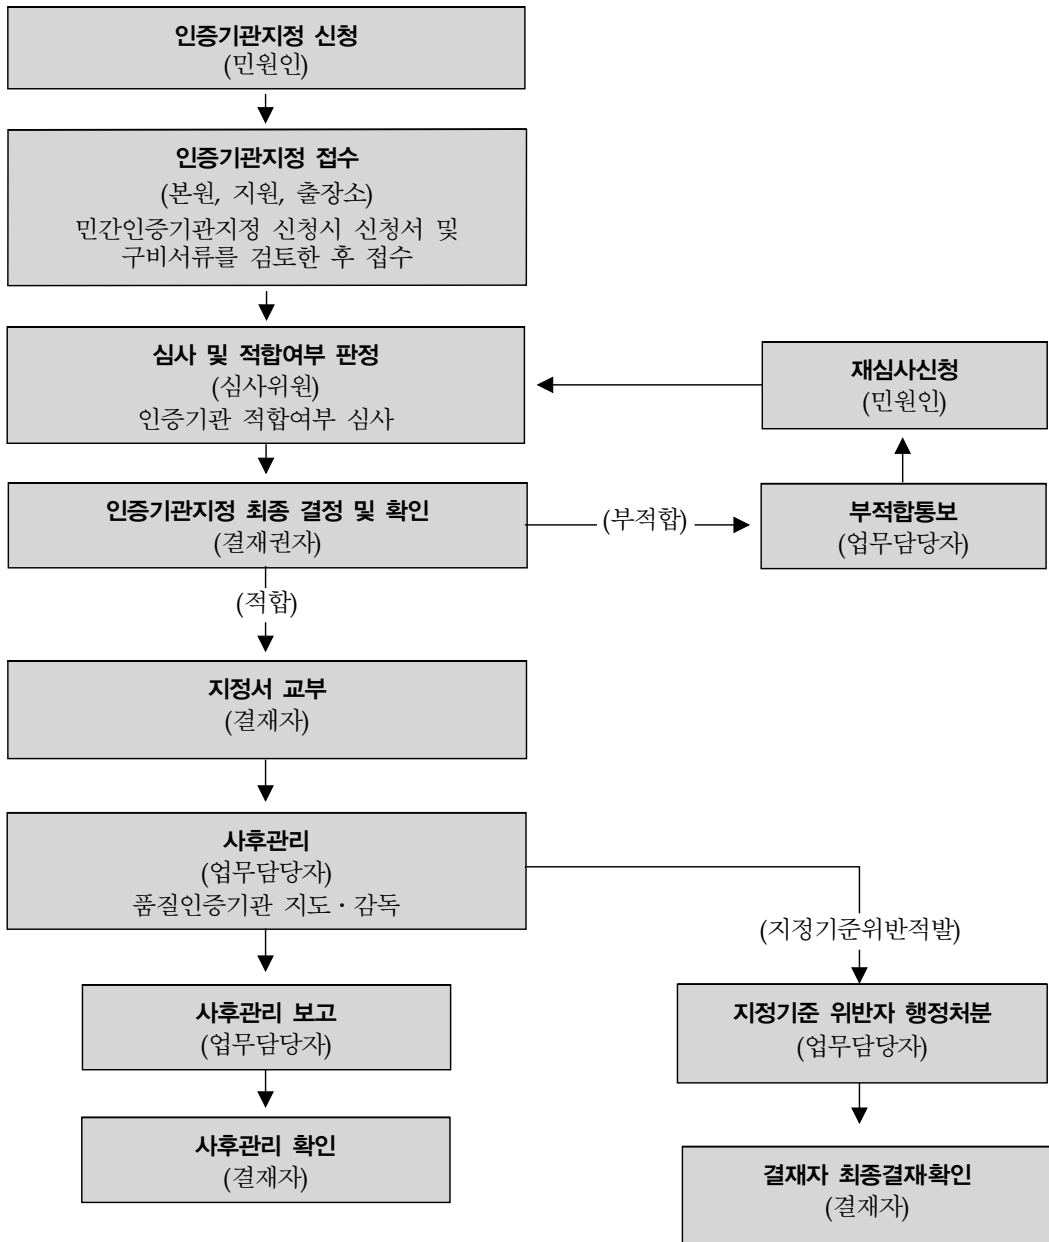 인증기관지정 신청
(민원인)
인증기관지정 접수
(본원, 지원, 출장소)
민간인증기관지정 신청시 신청서 및
구비서류를 검토한 후 접수
심사 및 적합여부 판정
(심사위원)
인증기관 적합여부 심사
재심사신청
(민원인)
인증기관지정 최종 결정 및 확인
(결재권자)
(부적합)
부적합통보
(업무담당자)
(적합)
지정서 교부
(결재자)
사후관리
(업무담당자)
품질인증기관 지도·감독
(지정기준위반적발)
사후관리 보고
(업무담당자)
지정기준 위반자 행정처분
(업무담당자)
사후관리 확인
(결재자)
결재자 최종결재확인
(결재자)